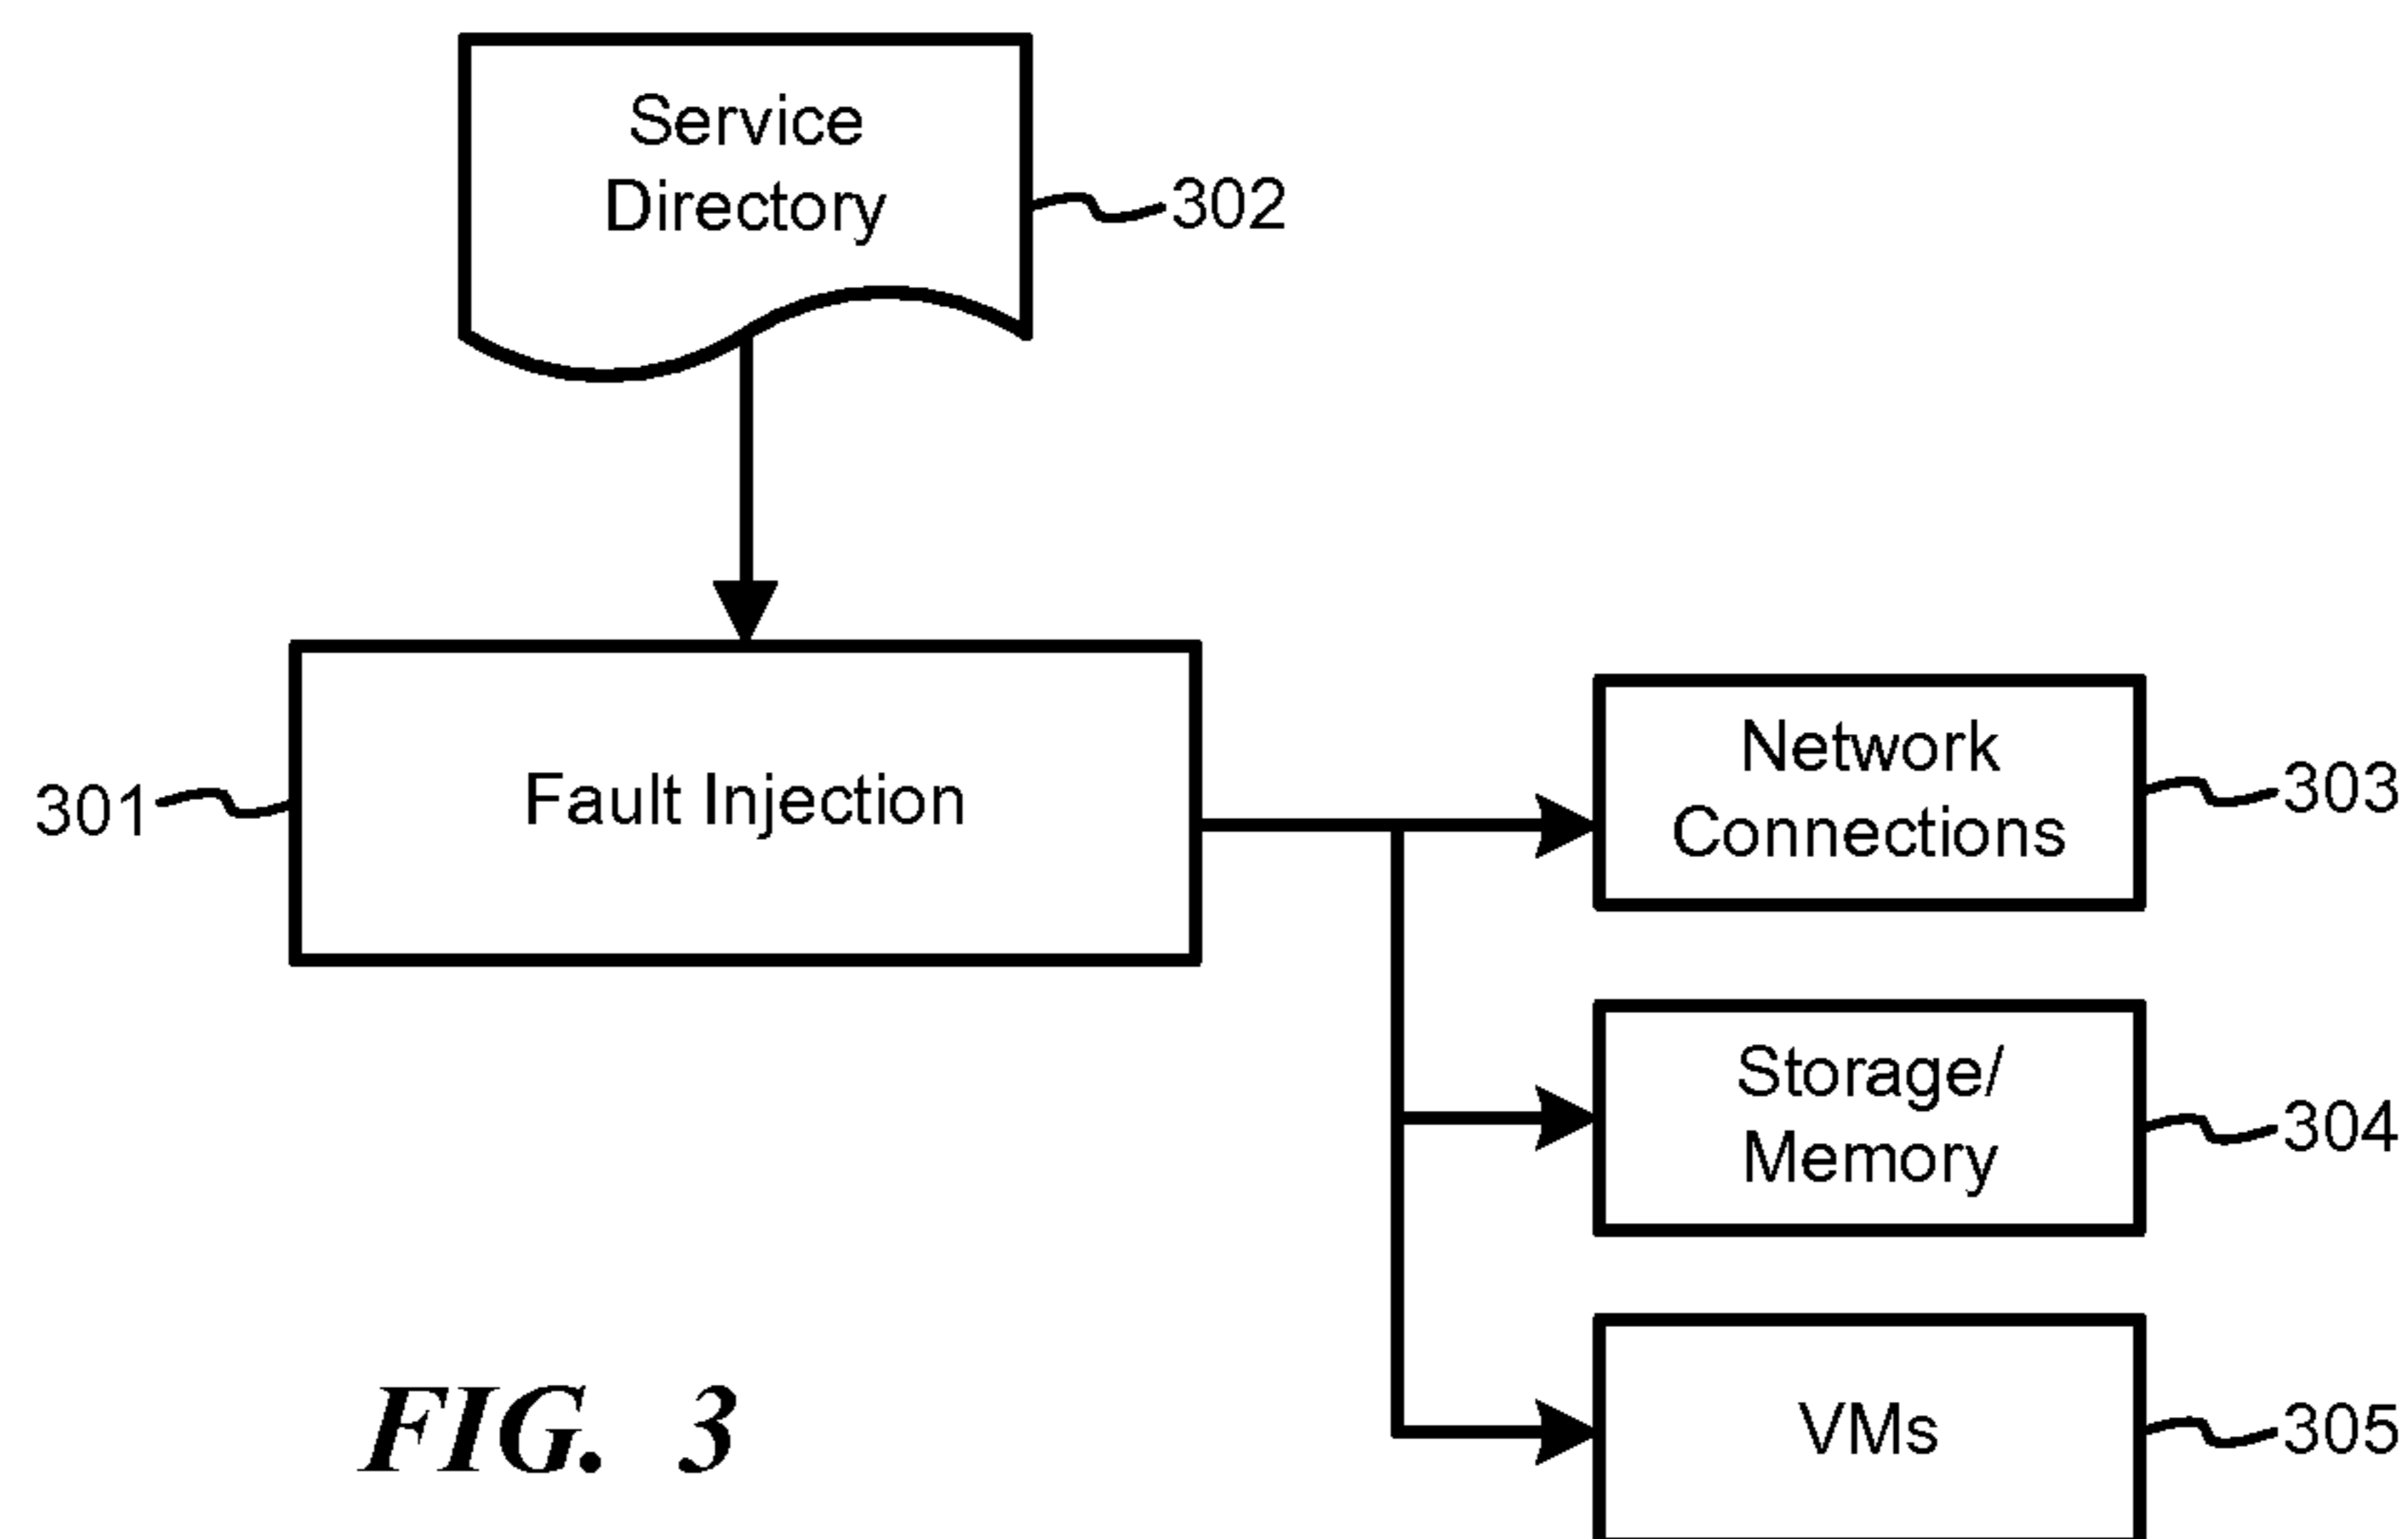 Service
Directory
302
301
Fault Injection
Network
Connections
303
Storage/
Memory
304
VMs
305
FIG. 3